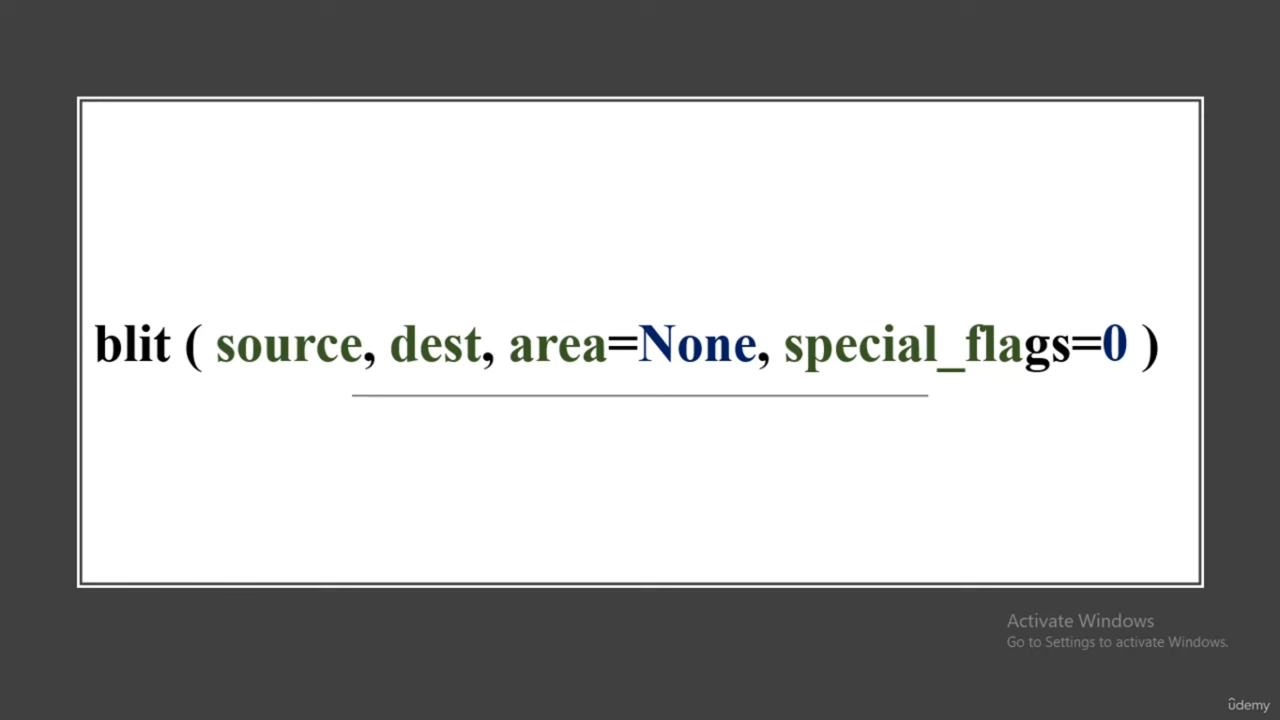 blit ( source, dest, area=None, special_flags=0 )
Activate Windows
Go to Settings to activate Windows.
ûdemy